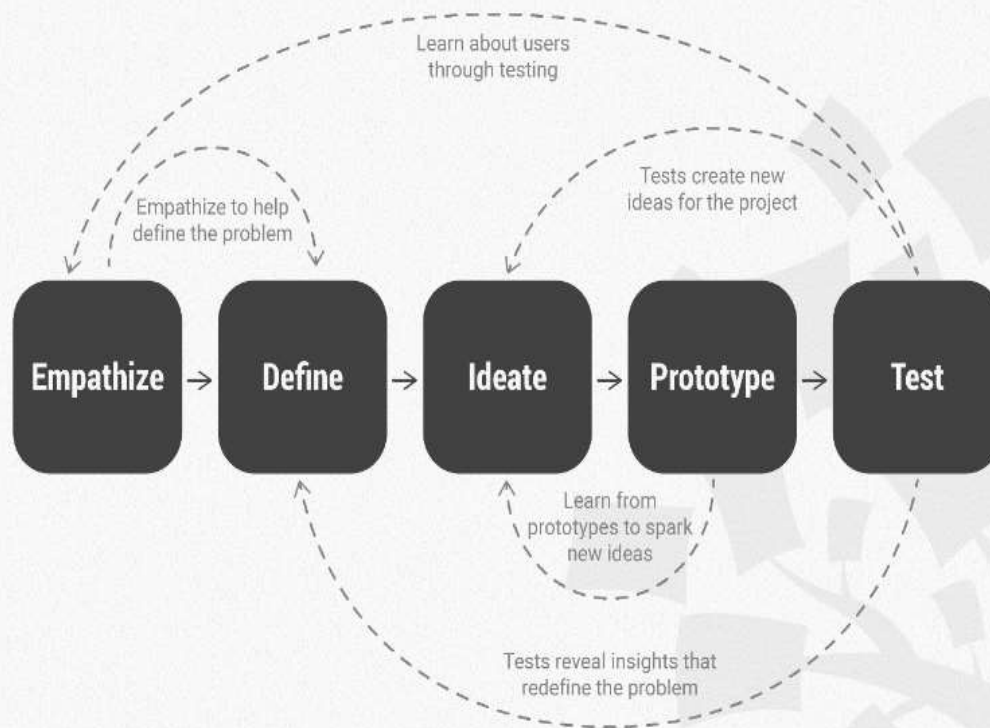 Learn about users
through testing
Tests create new
ideas for the project
Empathize to help
define the problem
Empathize
Define
Ideate
Prototype
Test
Learn from
prototypes to spark
new ideas
Tests reveal insights that
redefine the problem